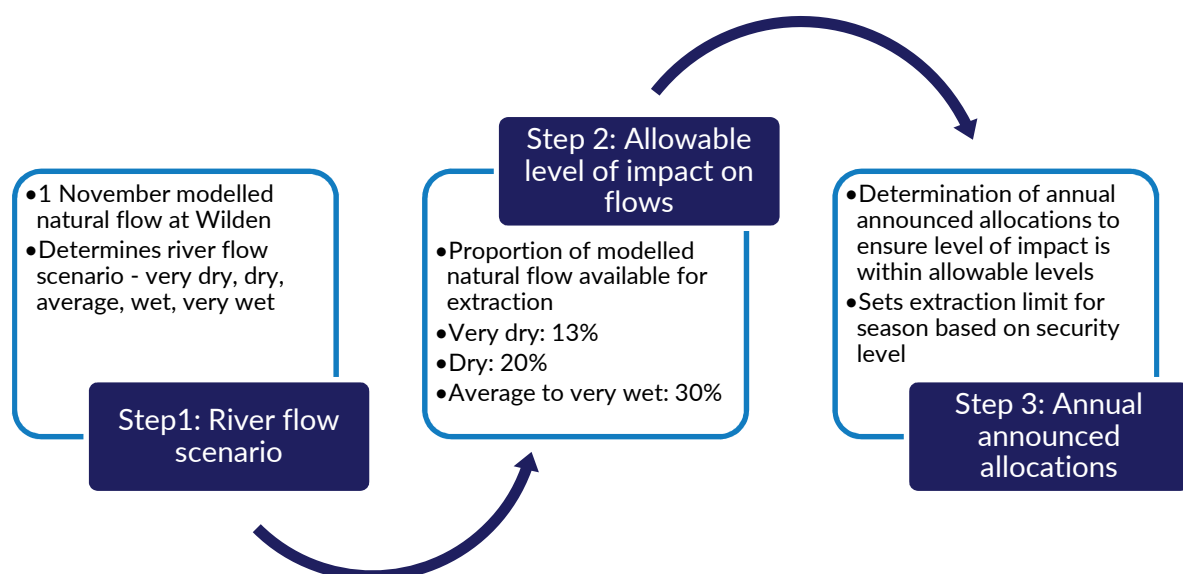 •1 November modelled
natural flow at Wilden
•Determines river flow
scenario - very dry, dry,
average, wet, very wet
Step1: River flow
scenario
Step 2: Allowable
level of impact on
flows
•Proportion of modelled
natural flow available for
extraction
•Very dry: 13%
•Dry: 20%
•Average to very wet: 30%
•Determination of annual
announced allocations to
ensure level of impact is
within allowable levels
•Sets extraction limit for
season based on security
level
Step 3: Annual
announced
allocations